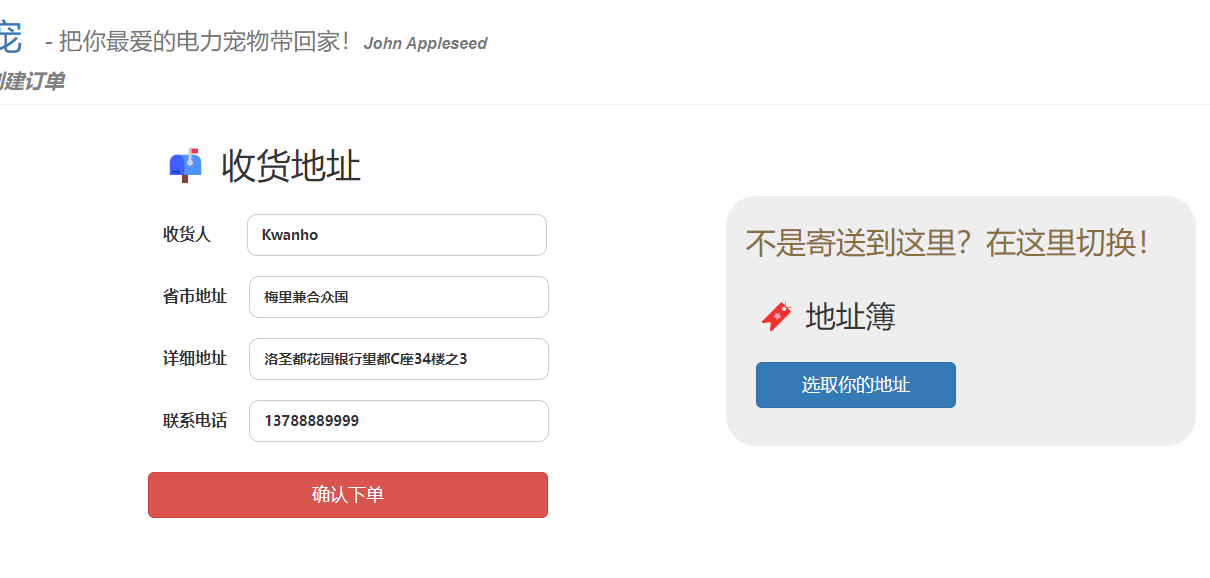 宠 - 把你最爱的电力宠物带回家！John Appleseed
创建订单
收货地址
收货人 Kwanho
省市地址 梅里兼合众国
详细地址 洛圣都花园银行望都C座34楼之3
联系电话 13788889999
确认下单
不是寄送到这里？在这里切换！
地址簿
选取你的地址